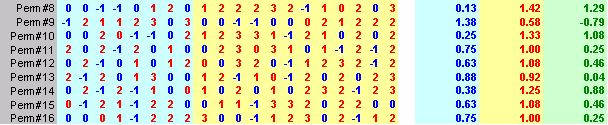 Perm#8 0 0 -1 -1 0 1 2 0 1 2 2 2 3 2 -1 1 0 2 0 3 0.13 1.42 1.29
Perm#9 -1 2 1 1 2 3 0 3 0 0 -1 -1 0 0 0 2 2 1 2 2 1.38 0.58 -0.79
Perm#10 0 0 2 0 -1 -1 0 2 1 2 3 3 1 -1 2 1 0 2 0 2 0.25 1.33 1.08
Perm#11 2 0 2 -1 2 0 1 0 0 2 3 0 3 1 0 1 -1 2 -1 2 0.75 1.00 0.25
Perm#12 0 2 -1 0 1 0 1 2 0 3 2 0 -1 2 1 2 3 2 -1 0 0.63 1.08 0.46
Perm#13 2 -1 2 0 1 3 0 0 1 2 -1 1 0 -1 2 0 2 0 2 3 0.88 0.92 0.04
Perm#14 0 2 -1 2 -1 1 0 0 2 1 0 2 0 1 0 3 2 -1 2 3 0.38 1.25 0.88
Perm#15 0 -1 2 1 -1 2 2 0 0 1 1 -1 3 3 2 0 2 2 0 0 0.63 1.08 0.46
Perm#16 0 1 -1 0 0 2 2 2 3 0 0 -1 1 0 2 3 2 -1 1 2 0.75 1.00 0.25